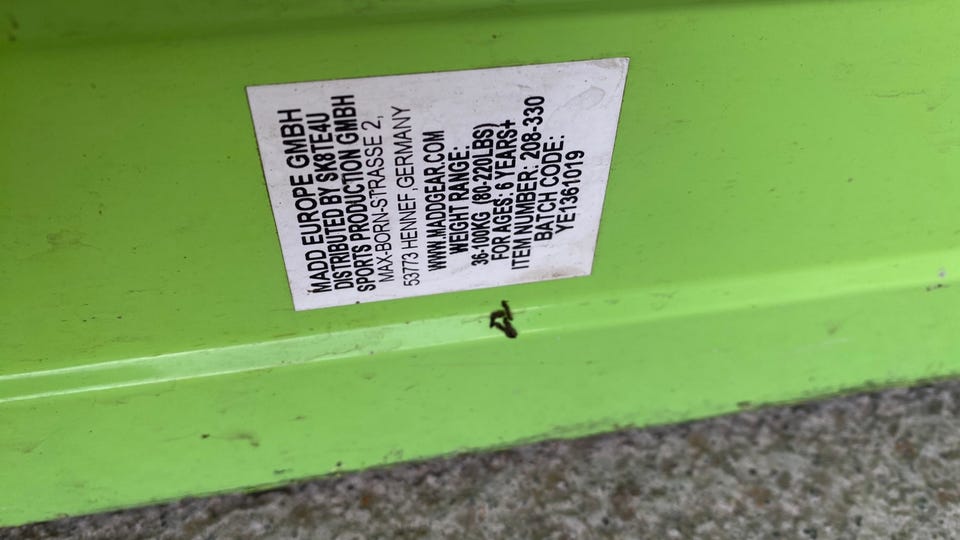 MADD EUROPE GMBH
DISTRIBUTED BY SK8TE4U
SPORTS PRODUCTION GMBH
MAX-BORN-STRASSE 2,
53773 HENNEF, GERMANY
WWW.MADDGEAR.COM
WEIGHT RANGE:
36-100KG (80-220LBS)
FOR AGES: 6 YEARS+
ITEM NUMBER: 208-330
BATCH CODE:
YE1361019